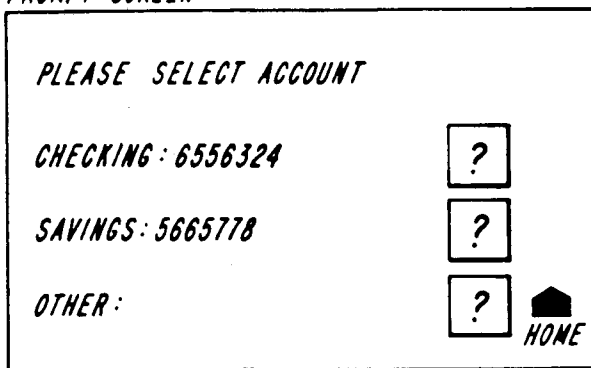 PLEASE SELECT ACCOUNT
CHECKING: 6556324 ?
SAVINGS: 5665778 ?
OTHER: ?
HOME